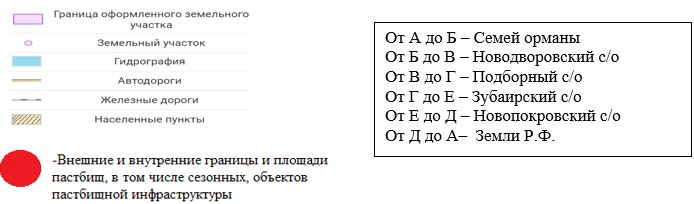 Граница оформленного земельного
участка
Земельный участок
Гидрография
Автодороги
Железные дороги
Населенные пункты
-Внешние и внутренние границы и площади
пастбищ, в том числе сезонных, объектов
пастбищной инфраструктуры
От А до Б – Семей орманы
От Б до В – Новодворовский с/о
От В до Г – Подборный с/о
От Г до Е – Зубаирский с/о
От Е до Д – Новопокровский с/о
От Д до А– Земли Р.Ф.